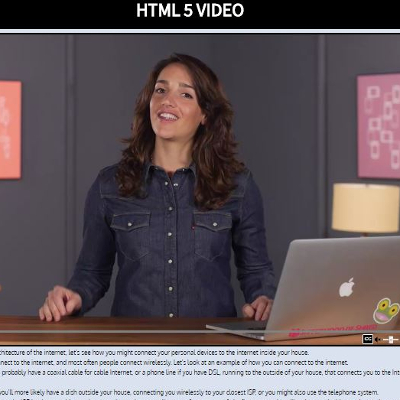 HTML 5 VIDEO
CC
chitecture of the internet, let's see how you might connect your personal devices to the internet inside your house.
nect to the internet, and most often people connect wirelessly. Let's look at an example of how you can connect to the internet.
probably have a coaxial cable for cable internet, or a phone line if you have DSL, running to the outside of your house, that connects you to the Int
you'll more likely have a dish outside your house, connecting you wirelessly to your closest ISP, or you might also use the telephone system.